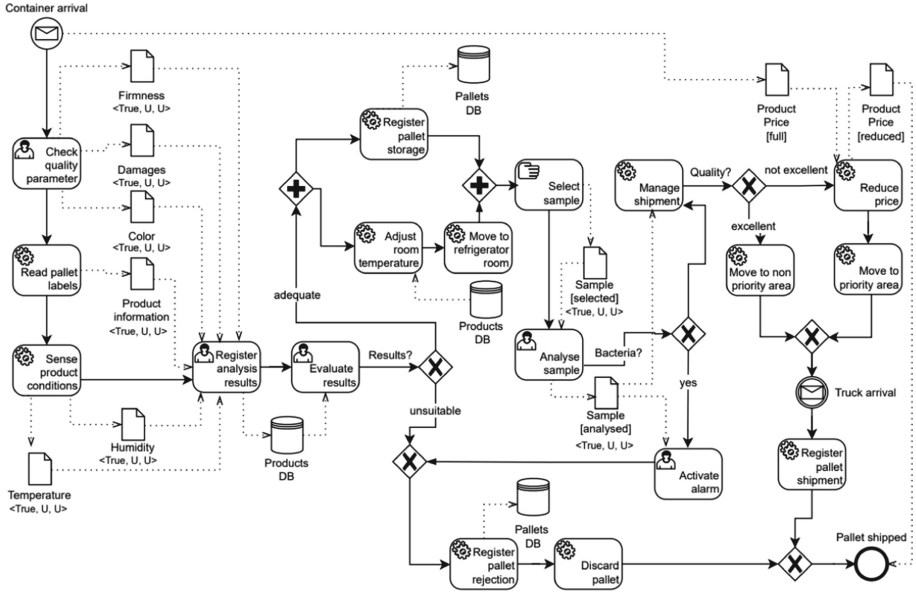 Container arrival
Firmness
<True, U, U>
Check
quality
parameter
Damages
<True, U, U>
Color
<True, U, U>
Read pallet
labels
Product
information
<True, U, U>
Sense
product
conditions
Humidity
<True, U, U>
Temperature
<True, U, U>
Register
analysis
results
Products
DB
Evaluate
results
Results?
adequate
unsuitable
Register
pallet
storage
Pallets
DB
Adjust
room
temperature
Move to
refrigerator
room
Products
DB
Select
sample
Sample
[selected]
<True, U, U>
Analyse
sample
Bacteria?
Sample
[analysed]
<True, U, U>
yes
Activate
alarm
Manage
shipment
Quality?
not excellent
excellent
Product
Price
[full]
Product
Price
[reduced]
Reduce
price
Move to non
priority area
Move to
priority area
Truck arrival
Register
pallet
shipment
Register
pallet
rejection
Pallets
DB
Discard
pallet
Pallet shipped